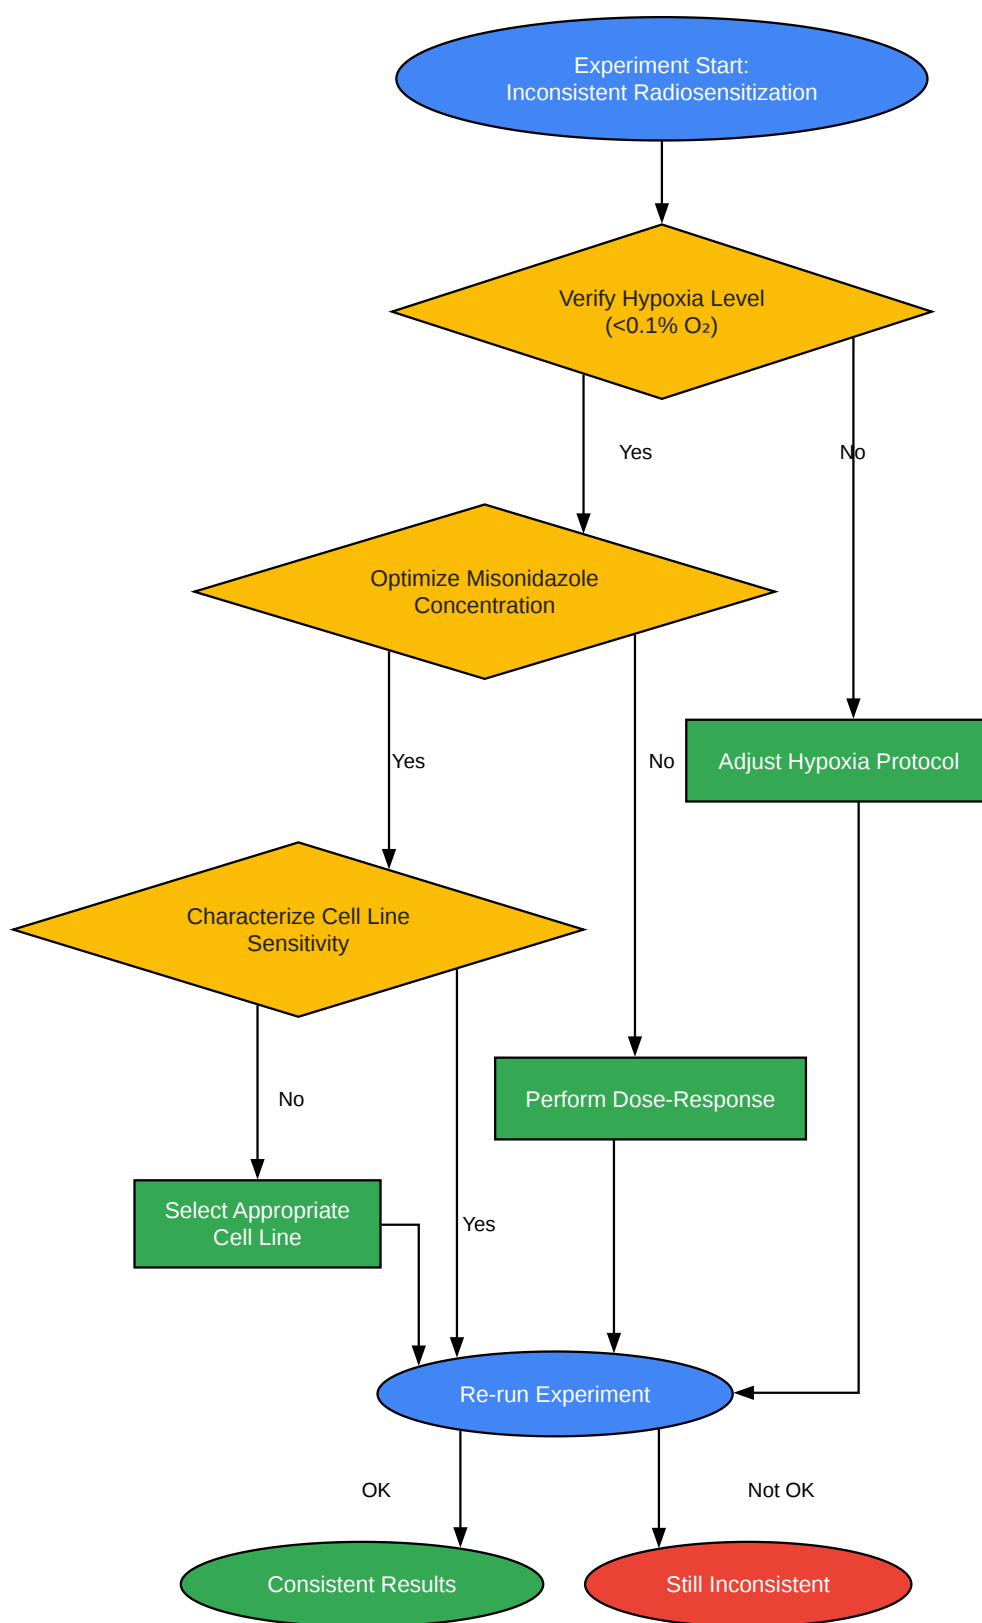 Experiment Start:
Inconsistent Radiosensitization
Verify Hypoxia Level
(<0.1% O₂)
Yes
No
Optimize Misonidazole
Concentration
Yes
No
Adjust Hypoxia Protocol
Characterize Cell Line
Sensitivity
No
Perform Dose-Response
Select Appropriate
Cell Line
Yes
Re-run Experiment
OK
Not OK
Consistent Results
Still Inconsistent